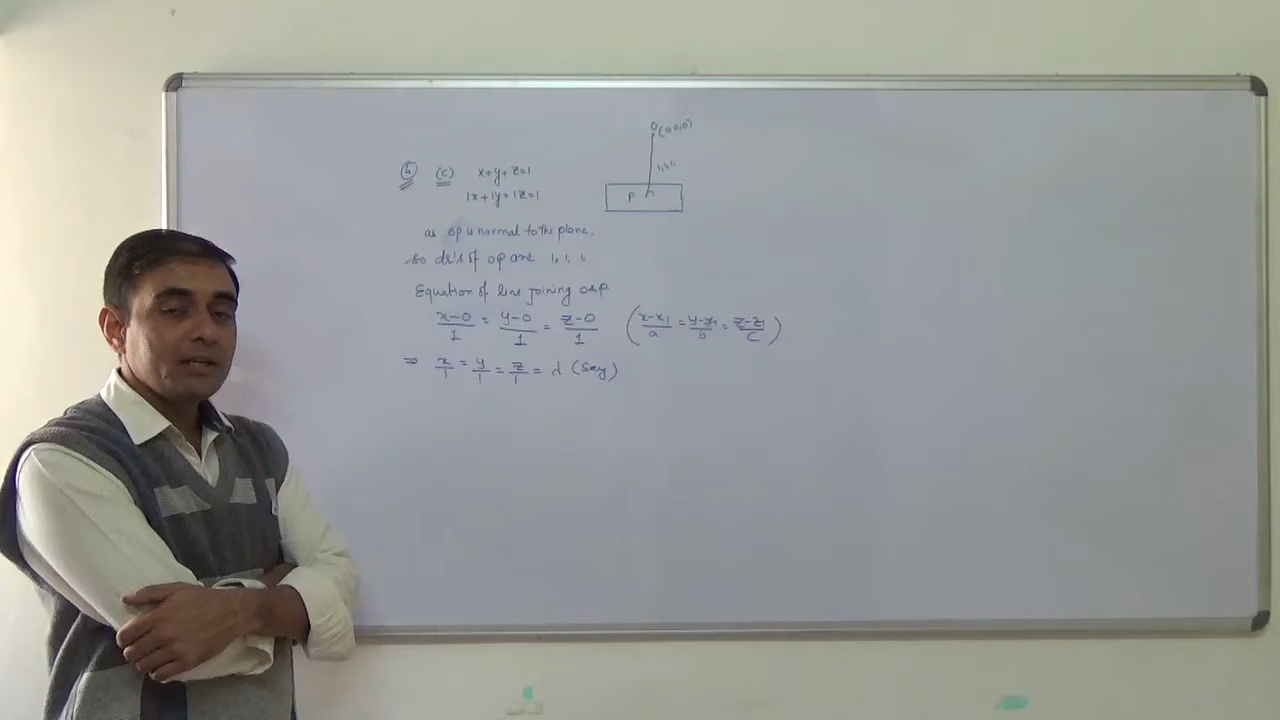 ④ (c) x+y+z=1
1x+1y+1z=1
O(0,0,0)
1,1,1
P
as op is normal to the plane.
so dr's of op are 1, 1, 1.
Equation of line joining O&P
x-0/1 = y-0/1 = z-0/1 (x-x1/a = y-y1/b = z-z1/c)
⇒ x/1 = y/1 = z/1 = λ (say)